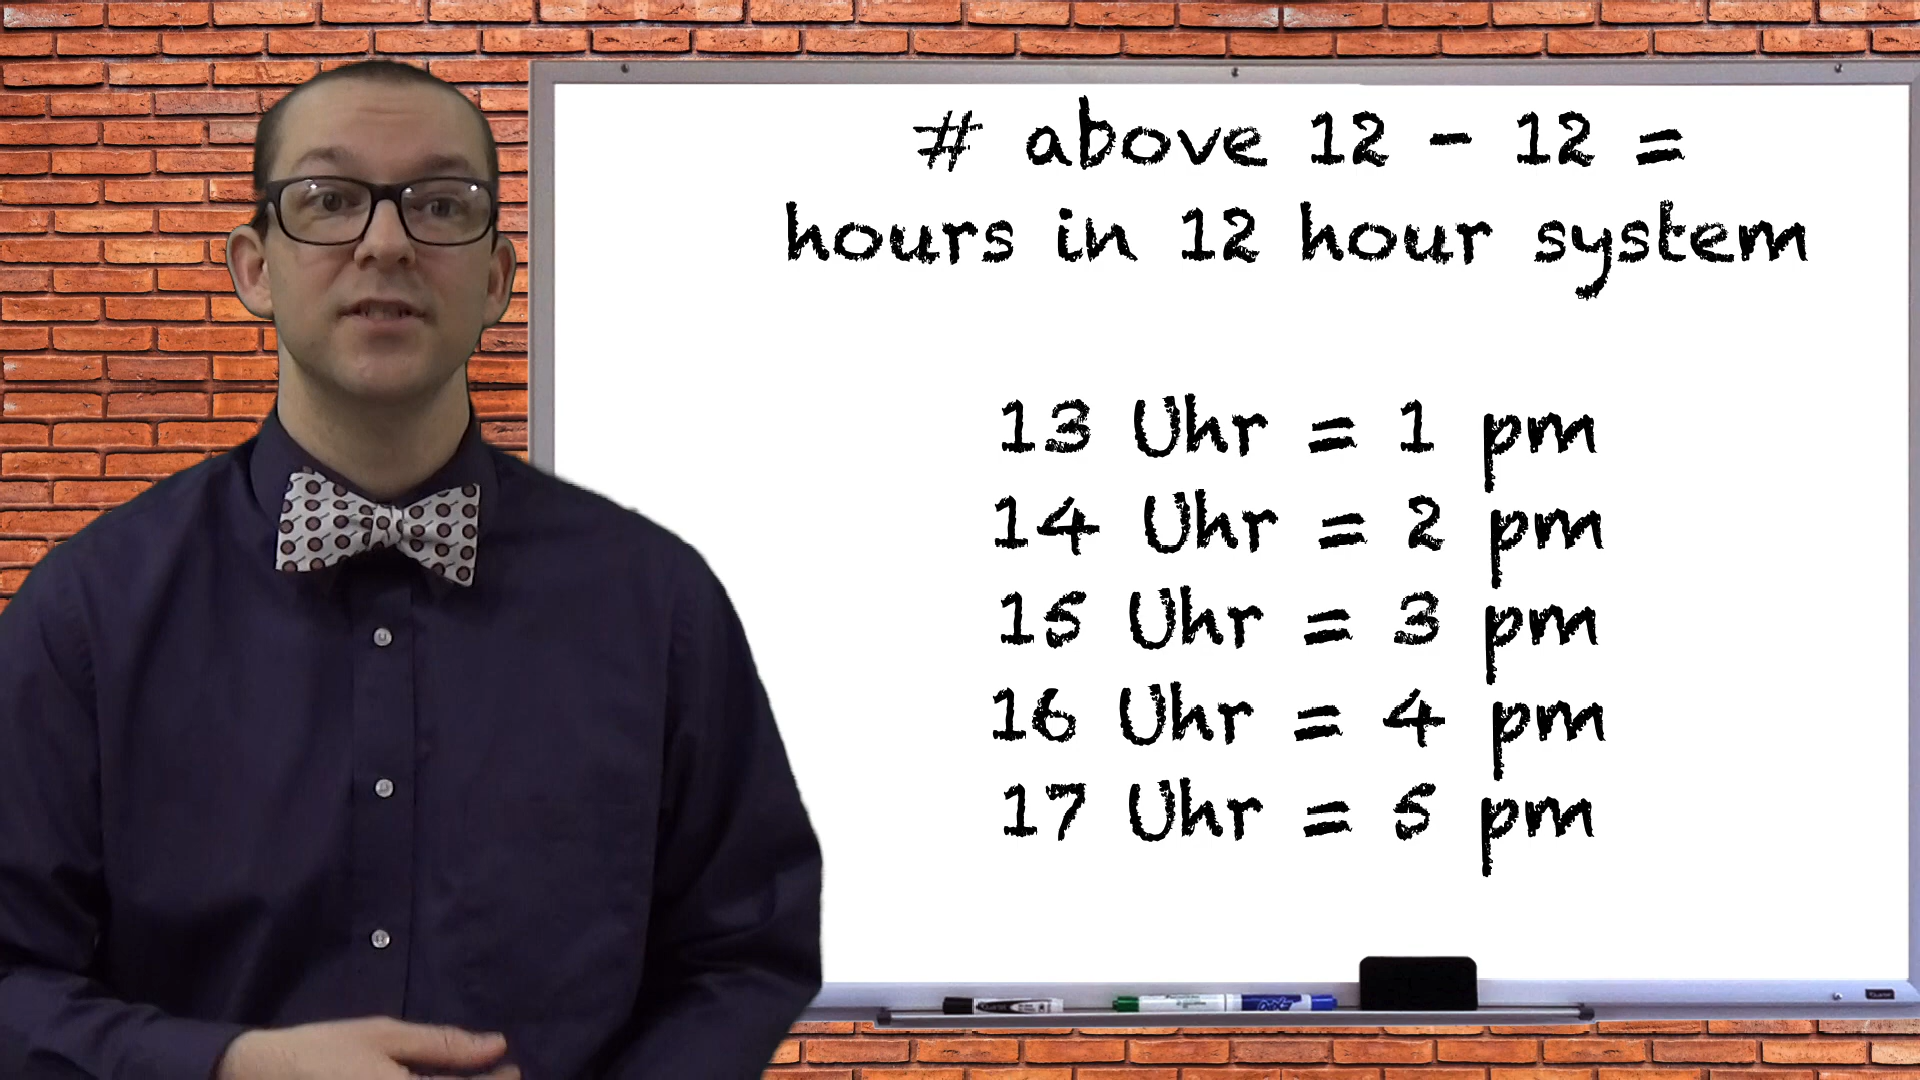 # above 12 - 12 =
hours in 12 hour system
13 Uhr = 1 pm
14 Uhr = 2 pm
15 Uhr = 3 pm
16 Uhr = 4 pm
17 Uhr = 5 pm
EXPO